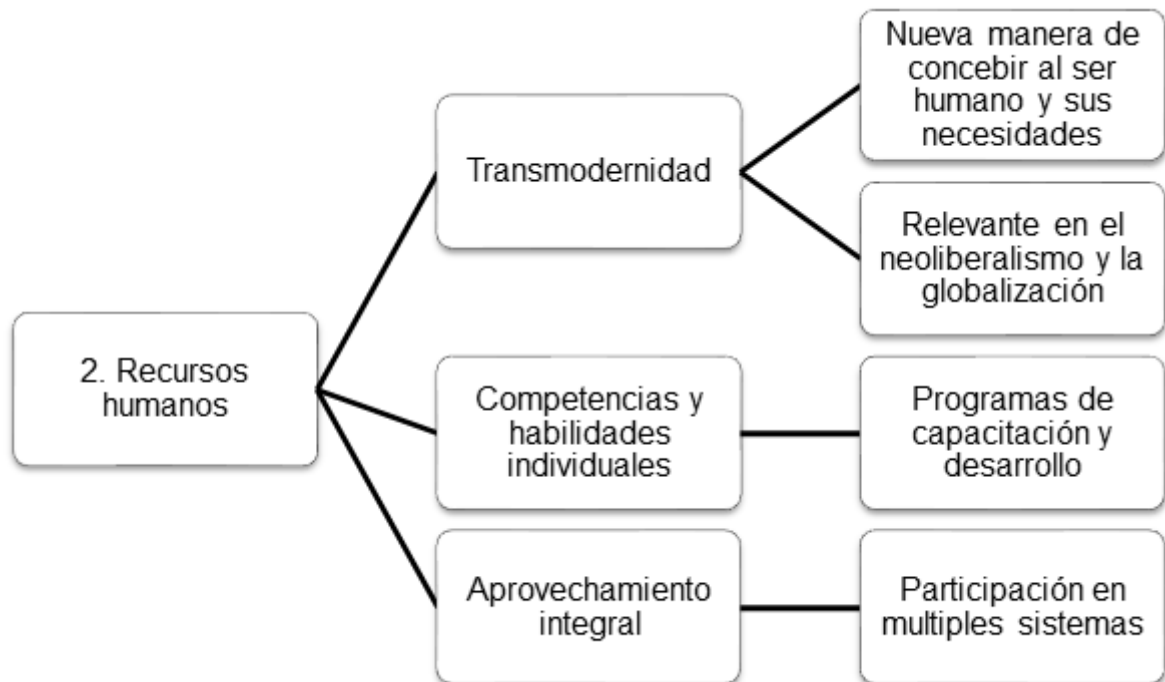 2. Recursos
humanos
Transmodernidad
Nueva manera de
concebir al ser
humano y sus
necesidades
Relevante en el
neoliberalismo y la
globalización
Competencias y
habilidades
individuales
Programas de
capacitación y
desarrollo
Aprovechamiento
integral
Participación en
multiples sistemas